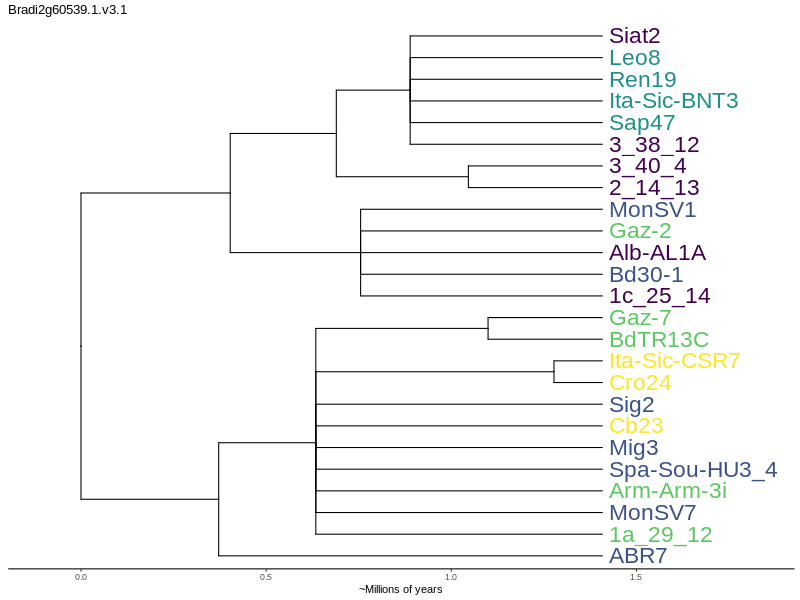 Bradi2g60539.1.v3.1
Siat2
Leo8
Ren19
Ita-Sic-BNT3
Sap47
3_38_12
3_40_4
2_14_13
MonSV1
Gaz-2
Alb-AL1A
Bd30-1
1c_25_14
Gaz-7
BdTR13C
Ita-Sic-CSR7
Cro24
Sig2
Cb23
Mig3
Spa-Sou-HU3_4
Arm-Arm-3i
MonSV7
1a_29_12
ABR7
0.0 0.5 1.0 1.5
~Millions of years